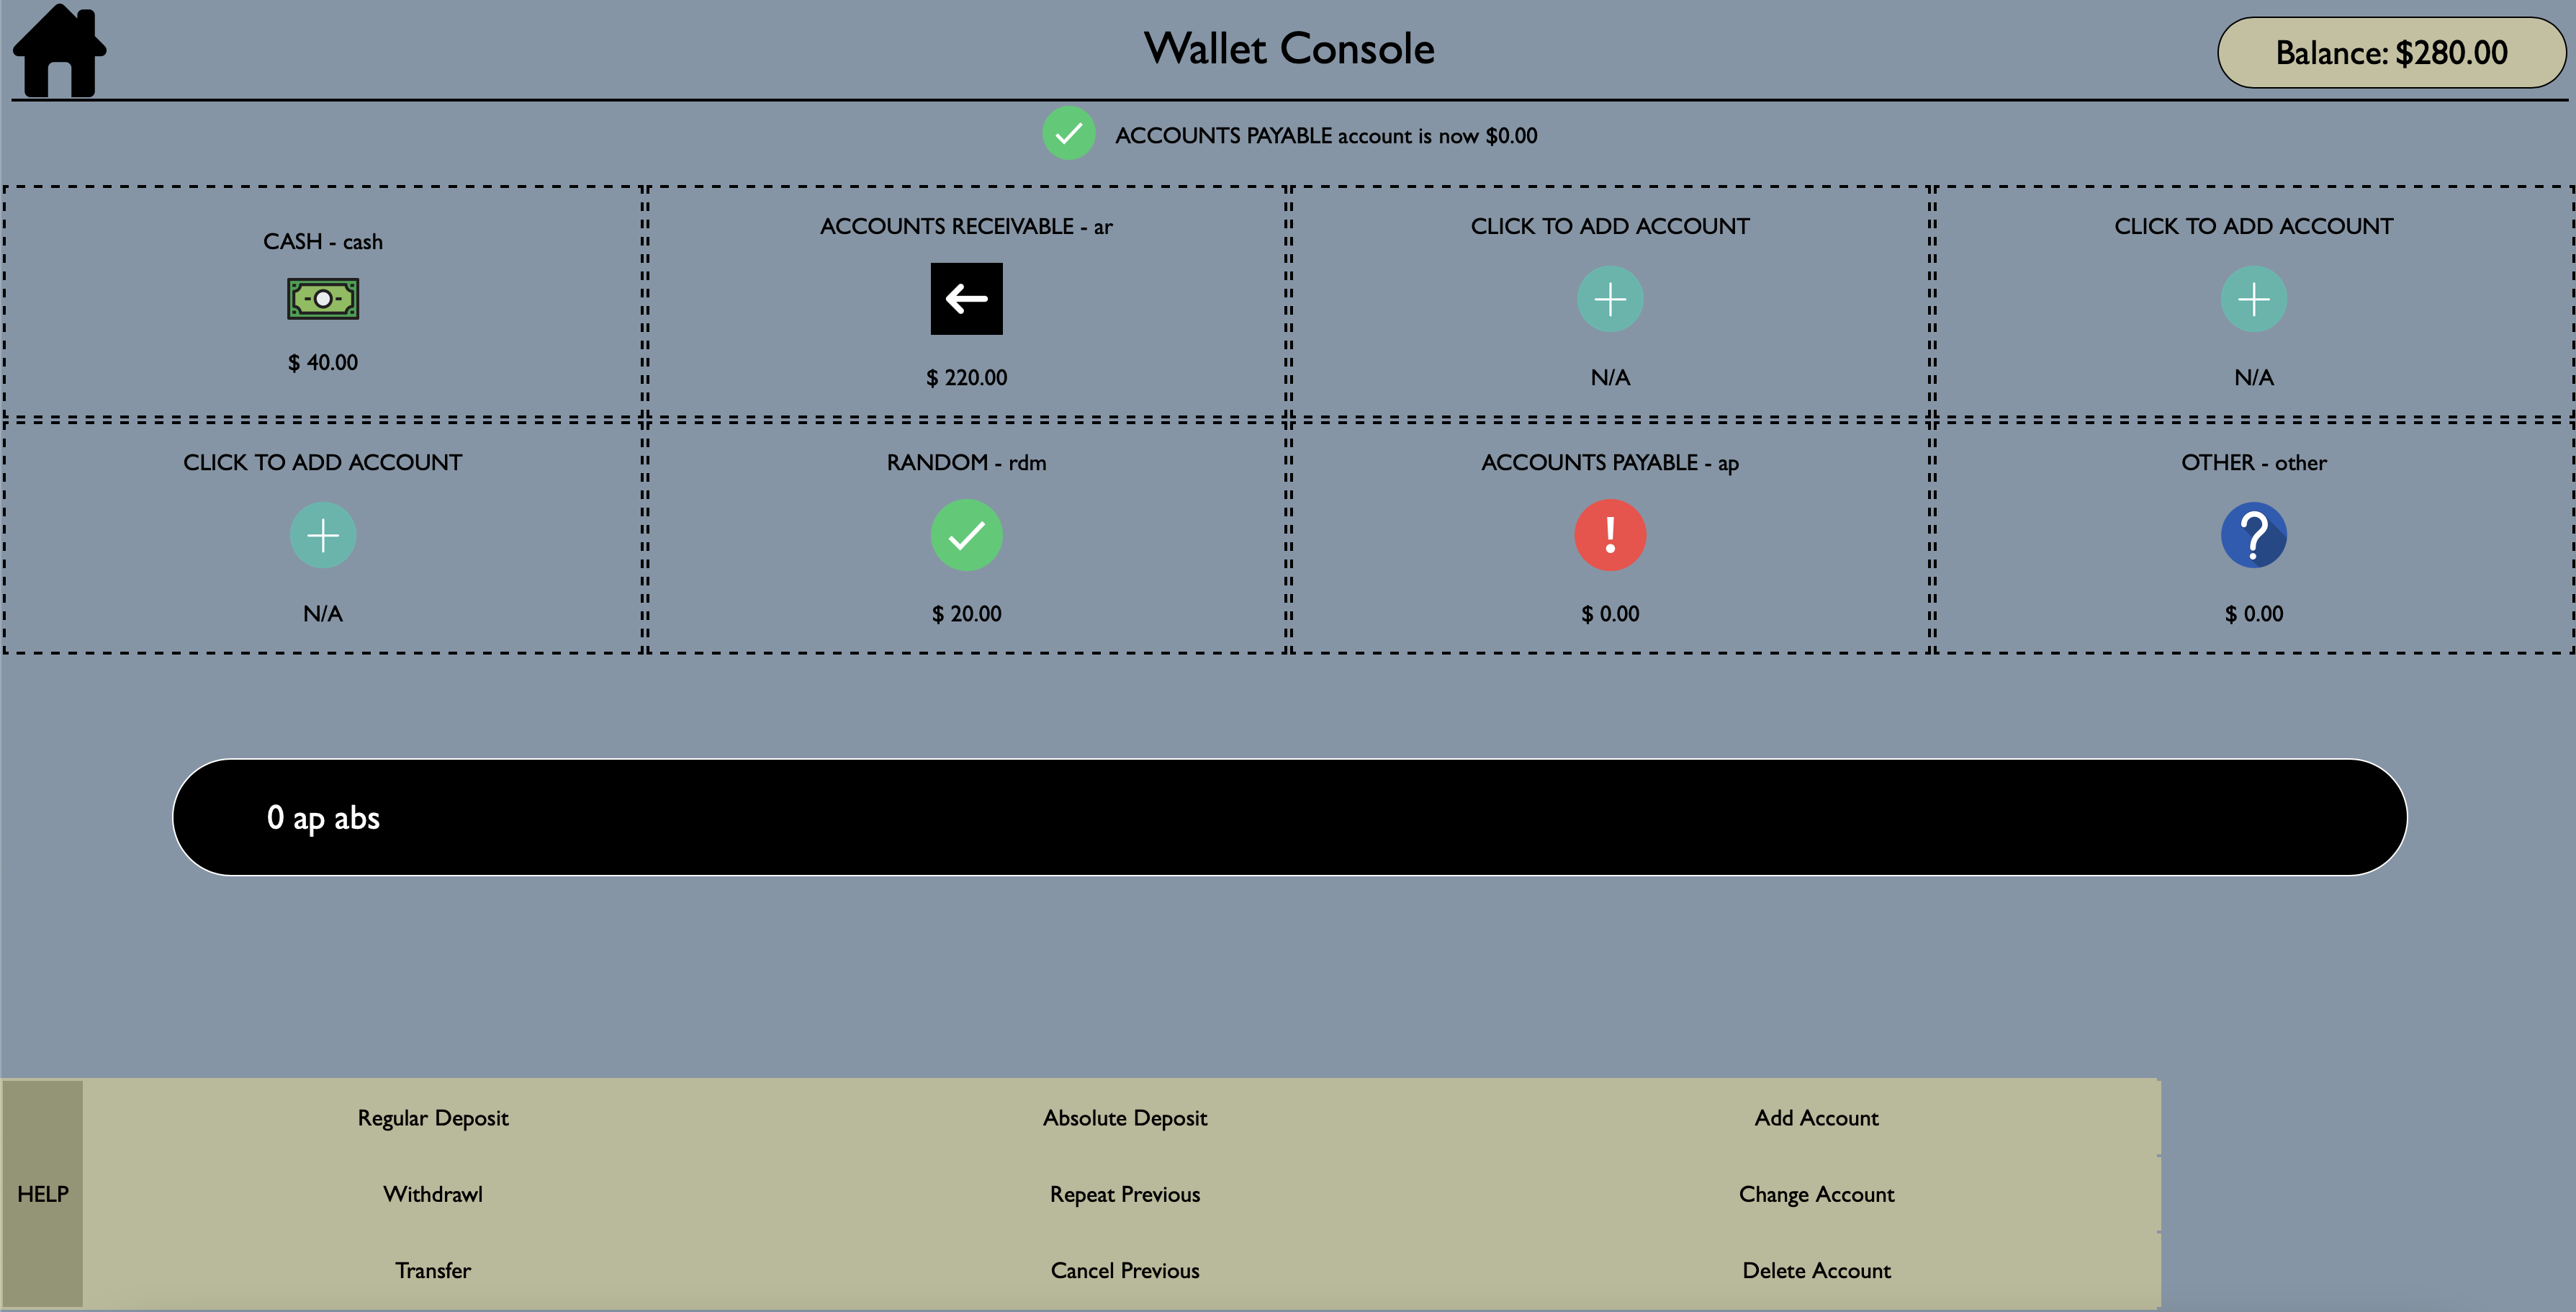 Wallet Console
Balance: $280.00
ACCOUNTS PAYABLE account is now $0.00
CASH - cash
$ 40.00
ACCOUNTS RECEIVABLE - ar
$ 220.00
CLICK TO ADD ACCOUNT
N/A
CLICK TO ADD ACCOUNT
N/A
CLICK TO ADD ACCOUNT
N/A
RANDOM - rdm
$ 20.00
ACCOUNTS PAYABLE - ap
!
$ 0.00
OTHER - other
?
$ 0.00
0 ap abs
HELP
Regular Deposit
Absolute Deposit
Add Account
Withdrawl
Repeat Previous
Change Account
Transfer
Cancel Previous
Delete Account